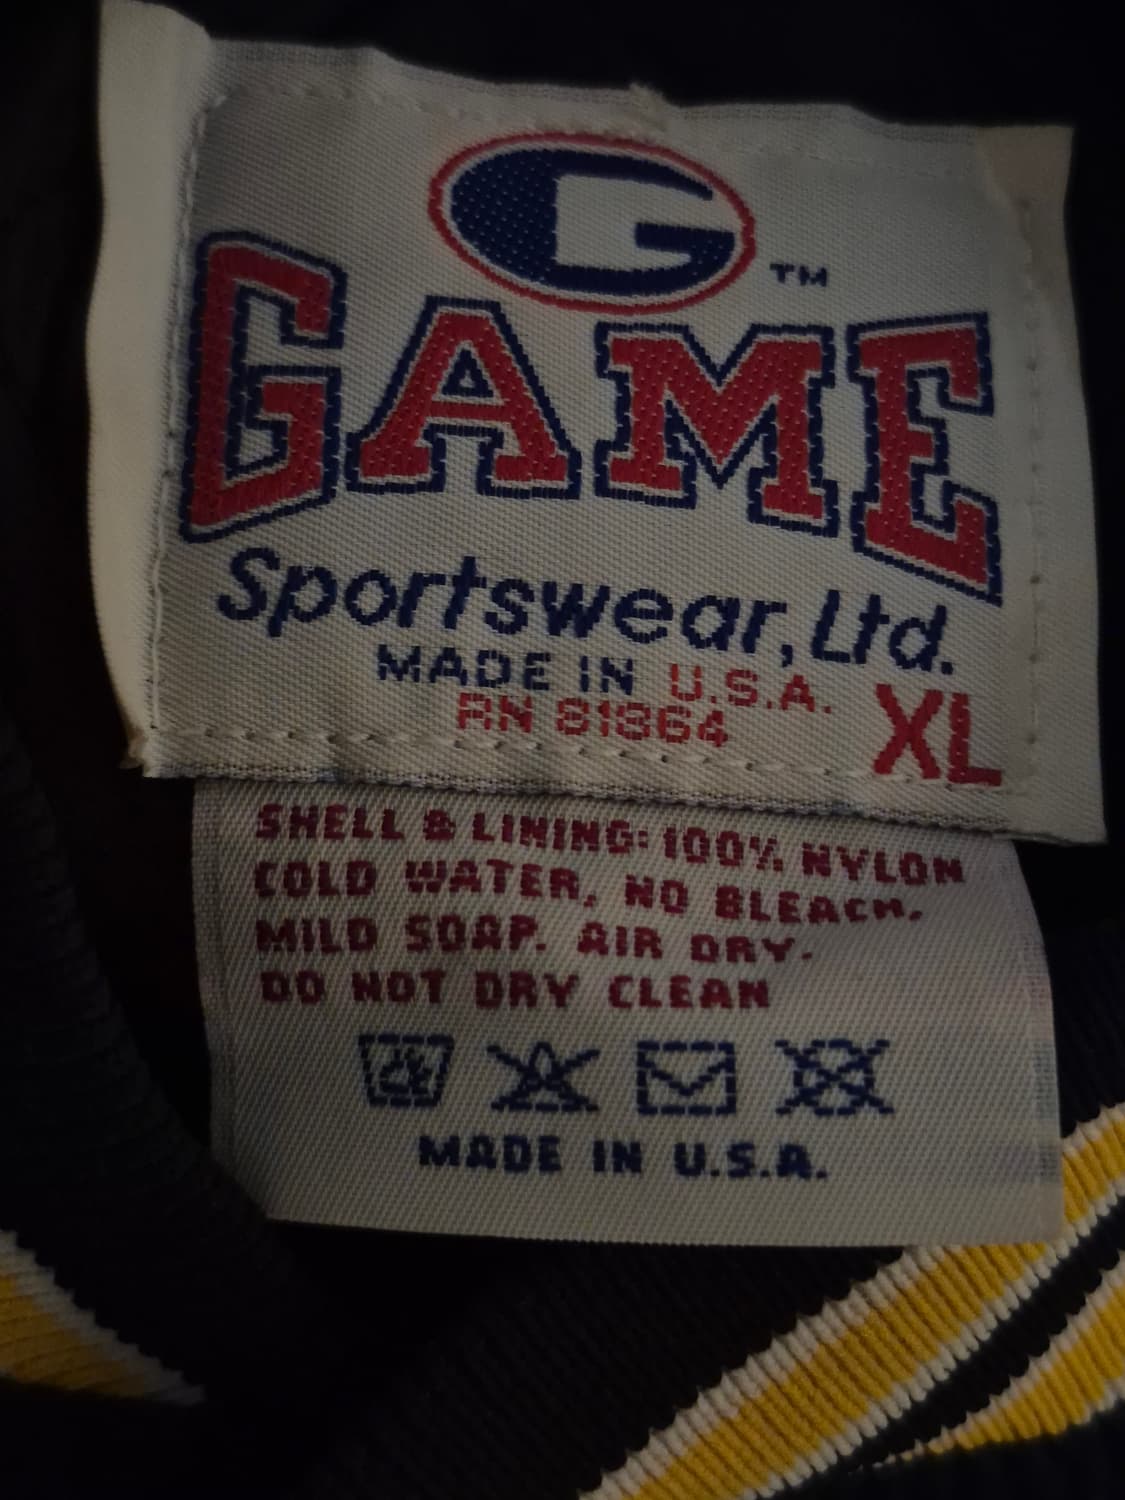 G ™
GAME
Sportswear, Ltd.
MADE IN U.S.A.
RN 81364
XL
SHELL & LINING: 100% NYLON
COLD WATER, NO BLEACH,
MILD SOAP. AIR DRY.
DO NOT DRY CLEAN
MADE IN U.S.A.